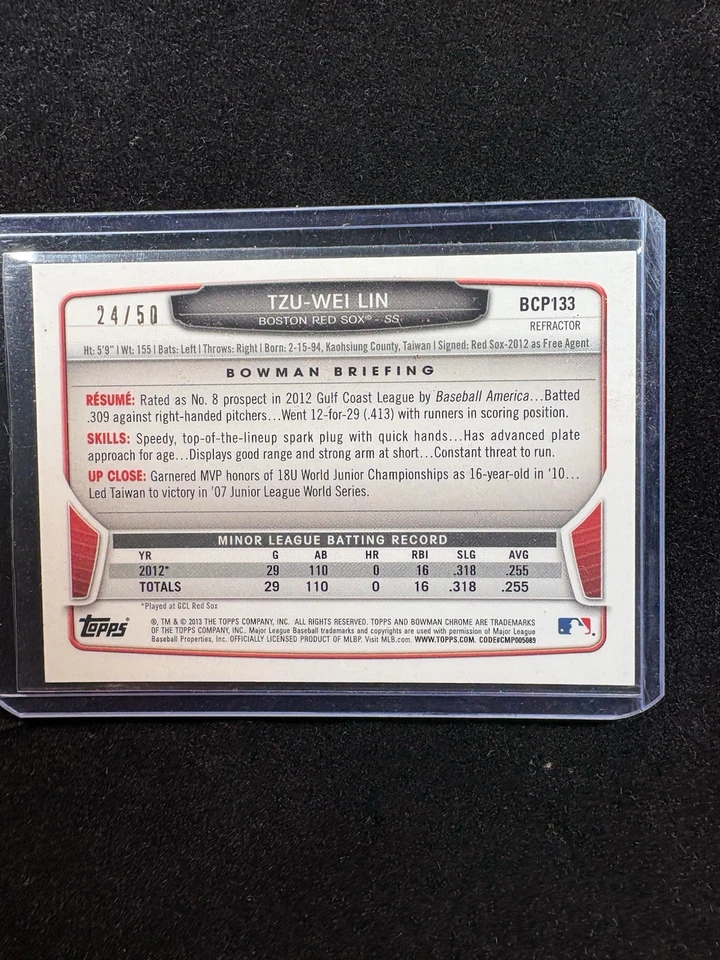 24/50
TZU-WEI LIN
BOSTON RED SOX® - SS
BCP133
REFRACTOR
Ht: 5'9" | Wt: 155 | Bats: Left | Throws: Right | Born: 2-15-94, Kaohsiung County, Taiwan | Signed: Red Sox-2012 as Free Agent
BOWMAN BRIEFING
RÉSUMÉ: Rated as No. 8 prospect in 2012 Gulf Coast League by Baseball America...Batted
.309 against right-handed pitchers...Went 12-for-29 (.413) with runners in scoring position.
SKILLS: Speedy, top-of-the-lineup spark plug with quick hands...Has advanced plate
approach for age...Displays good range and strong arm at short...Constant threat to run.
UP CLOSE: Garnered MVP honors of 18U World Junior Championships as 16-year-old in '10...
Led Taiwan to victory in '07 Junior League World Series.
MINOR LEAGUE BATTING RECORD
YR G AB HR RBI SLG AVG
2012* 29 110 0 16 .318 .255
TOTALS 29 110 0 16 .318 .255
*Played at GCL Red Sox
Topps®
®, TM & © 2013 THE TOPPS COMPANY, INC. ALL RIGHTS RESERVED. TOPPS AND BOWMAN CHROME ARE TRADEMARKS
OF THE TOPPS COMPANY, INC. Major League Baseball trademarks and copyrights are used with permission of Major League
Baseball Properties, Inc. OFFICIALLY LICENSED PRODUCT OF MLBP. Visit MLB.com. WWW.TOPPS.COM. CODE#CMP005089